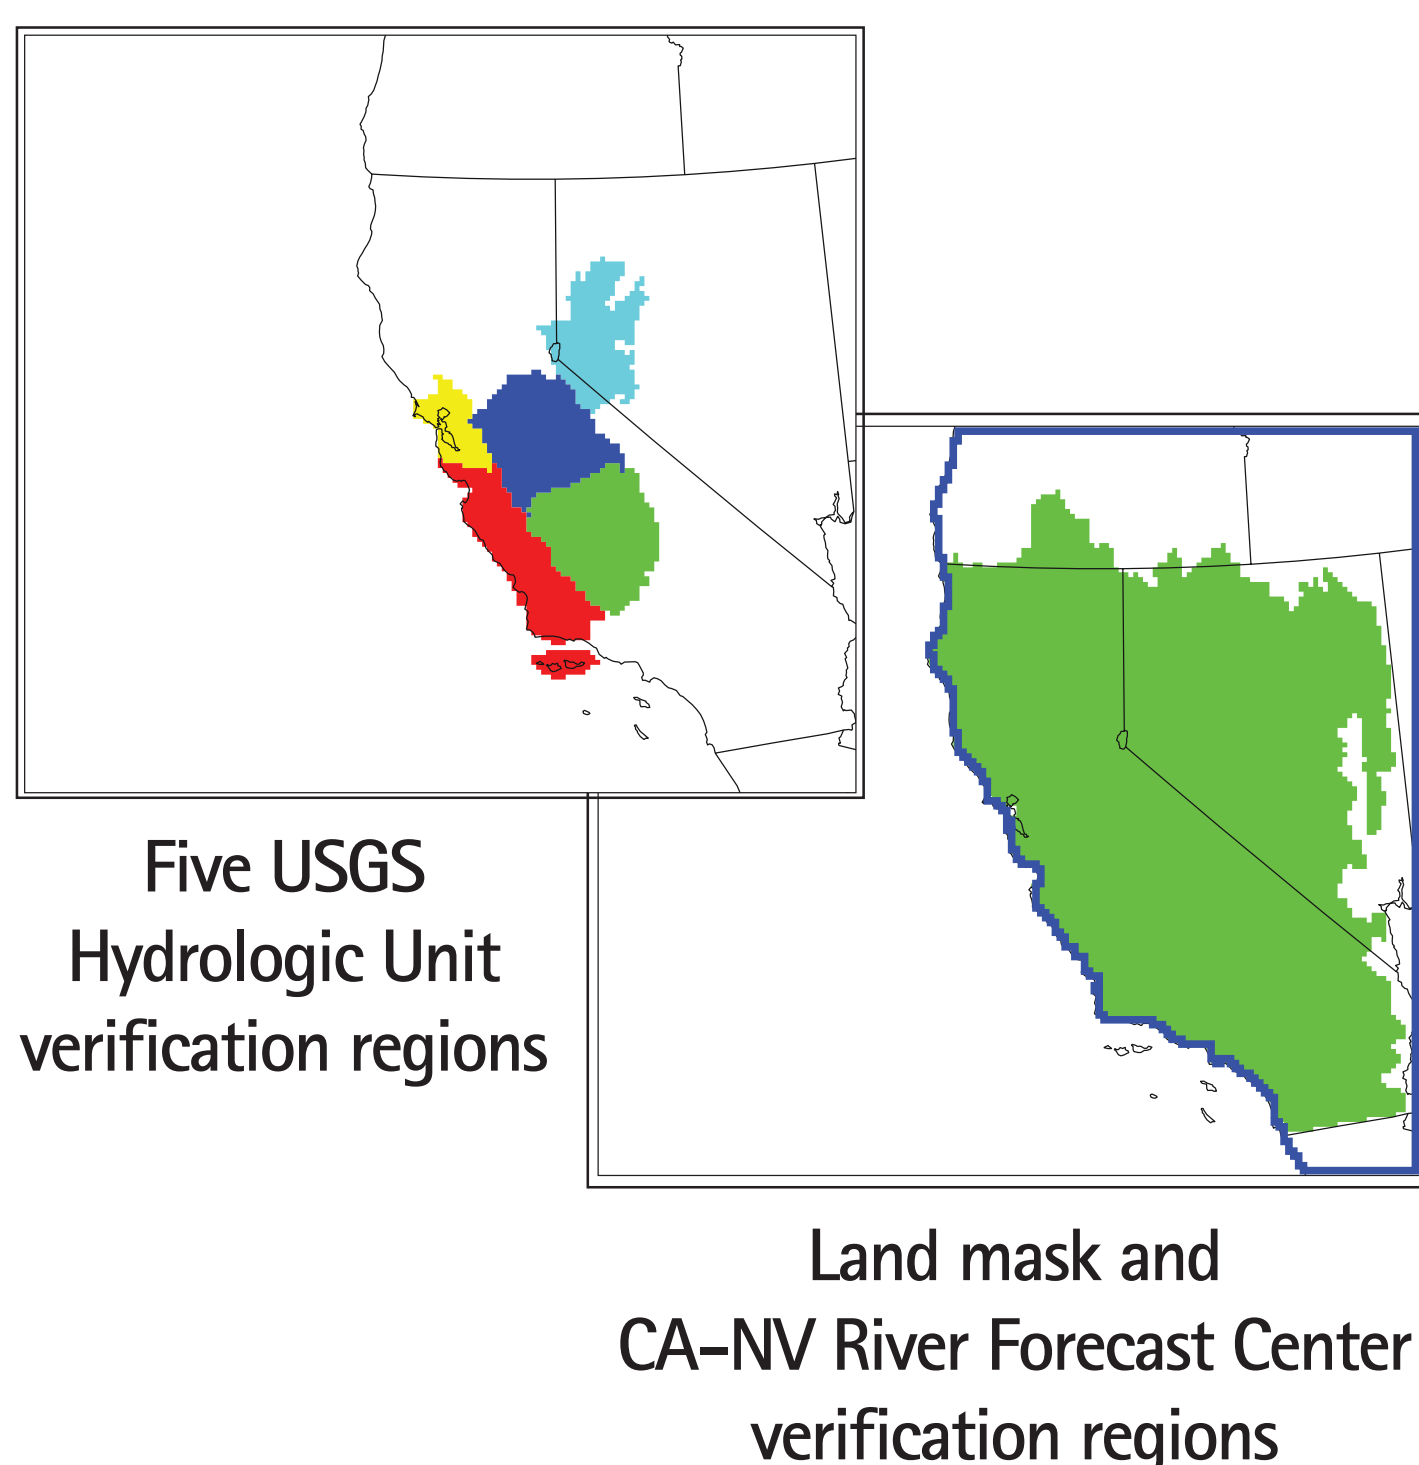 Five USGS
Hydrologic Unit
verification regions
Land mask and
CA–NV River Forecast Center
verification regions